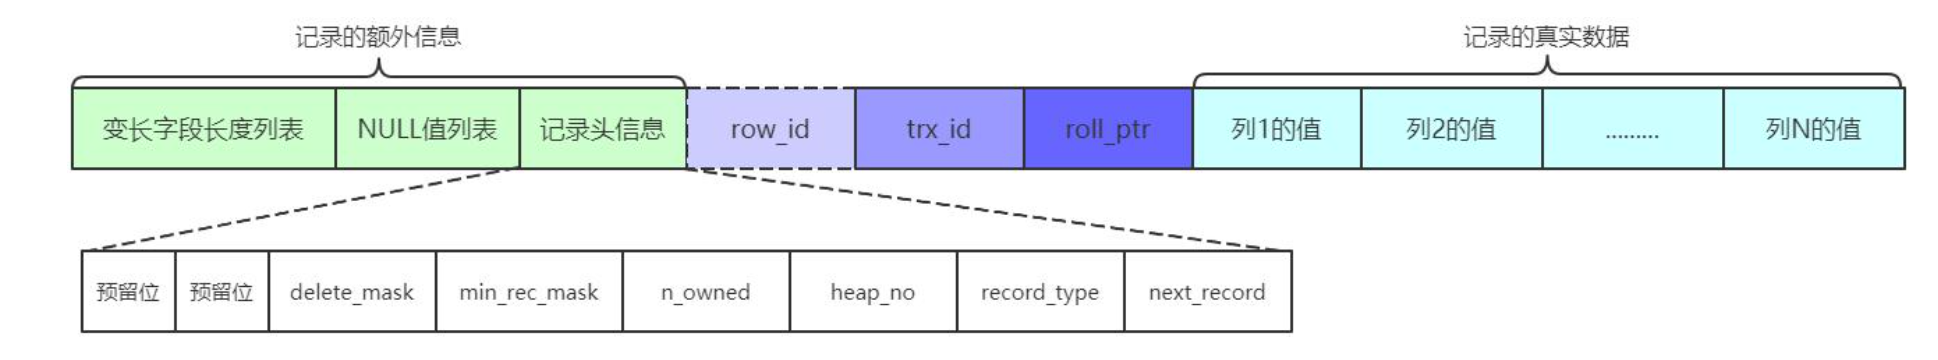 记录的额外信息 记录的真实数据
变长字段长度列表 NULL值列表 记录头信息 row_id trx_id roll_ptr 列1的值 列2的值 ......... 列N的值
预留位 预留位 delete_mask min_rec_mask n_owned heap_no record_type next_record